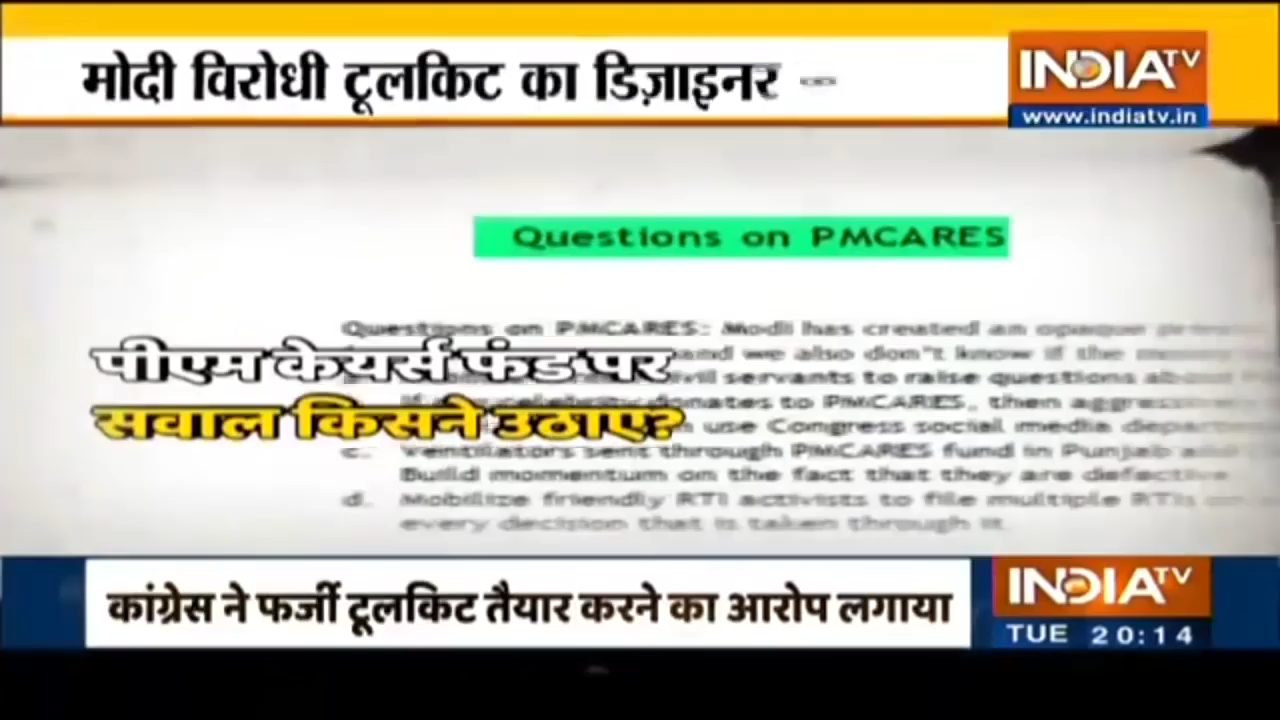 मोदी विरोधी टूलकिट का डिज़ाइनर
INDIA TV
www.indiatv.in
Questions on PMCARES
Questions on PMCARES: Modi has created an opaque
and we also don"t know if the
पीएम केयर्स फंड पर
civil servants to raise questions
donates to PMCARES, then
सवाल किसने उठाए?
use Congress social media
c. Ventilators sent through PMCARES fund in Punjab
Build momentum on the fact that they are defective
d. Mobilize friendly RTI activists to file multiple RTIs on
every decision that is taken through it
कांग्रेस ने फर्जी टूलकिट तैयार करने का आरोप लगाया
INDIA TV
TUE 20:14